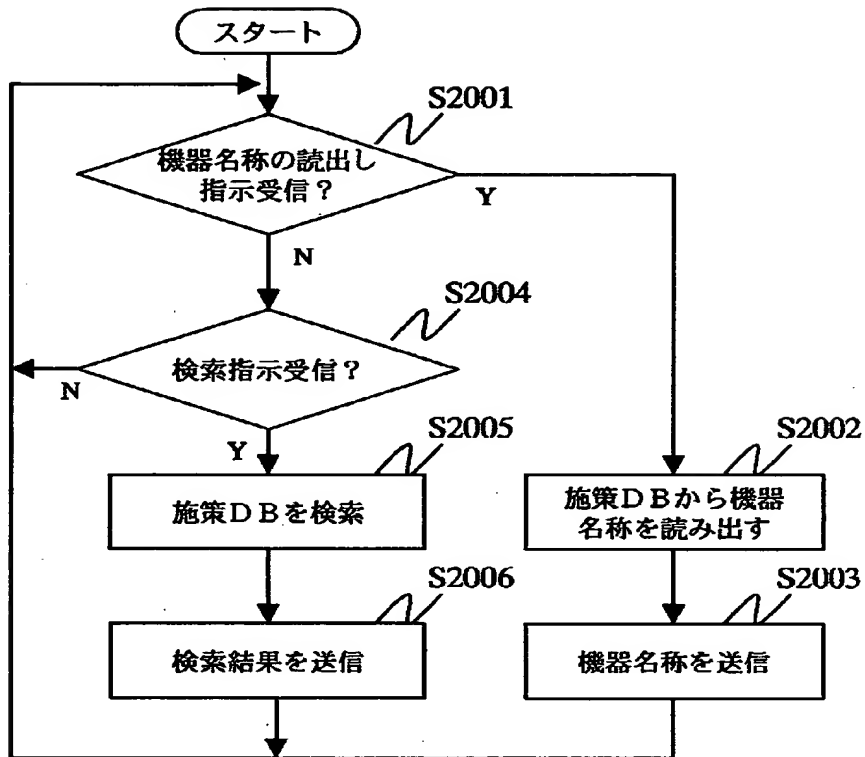 スタート
S2001
機器名称の読出し
指示受信？
Y
N
S2004
検索指示受信？
N
Y
S2005
施策ＤＢを検索
S2002
施策ＤＢから機器
名称を読み出す
S2006
検索結果を送信
S2003
機器名称を送信